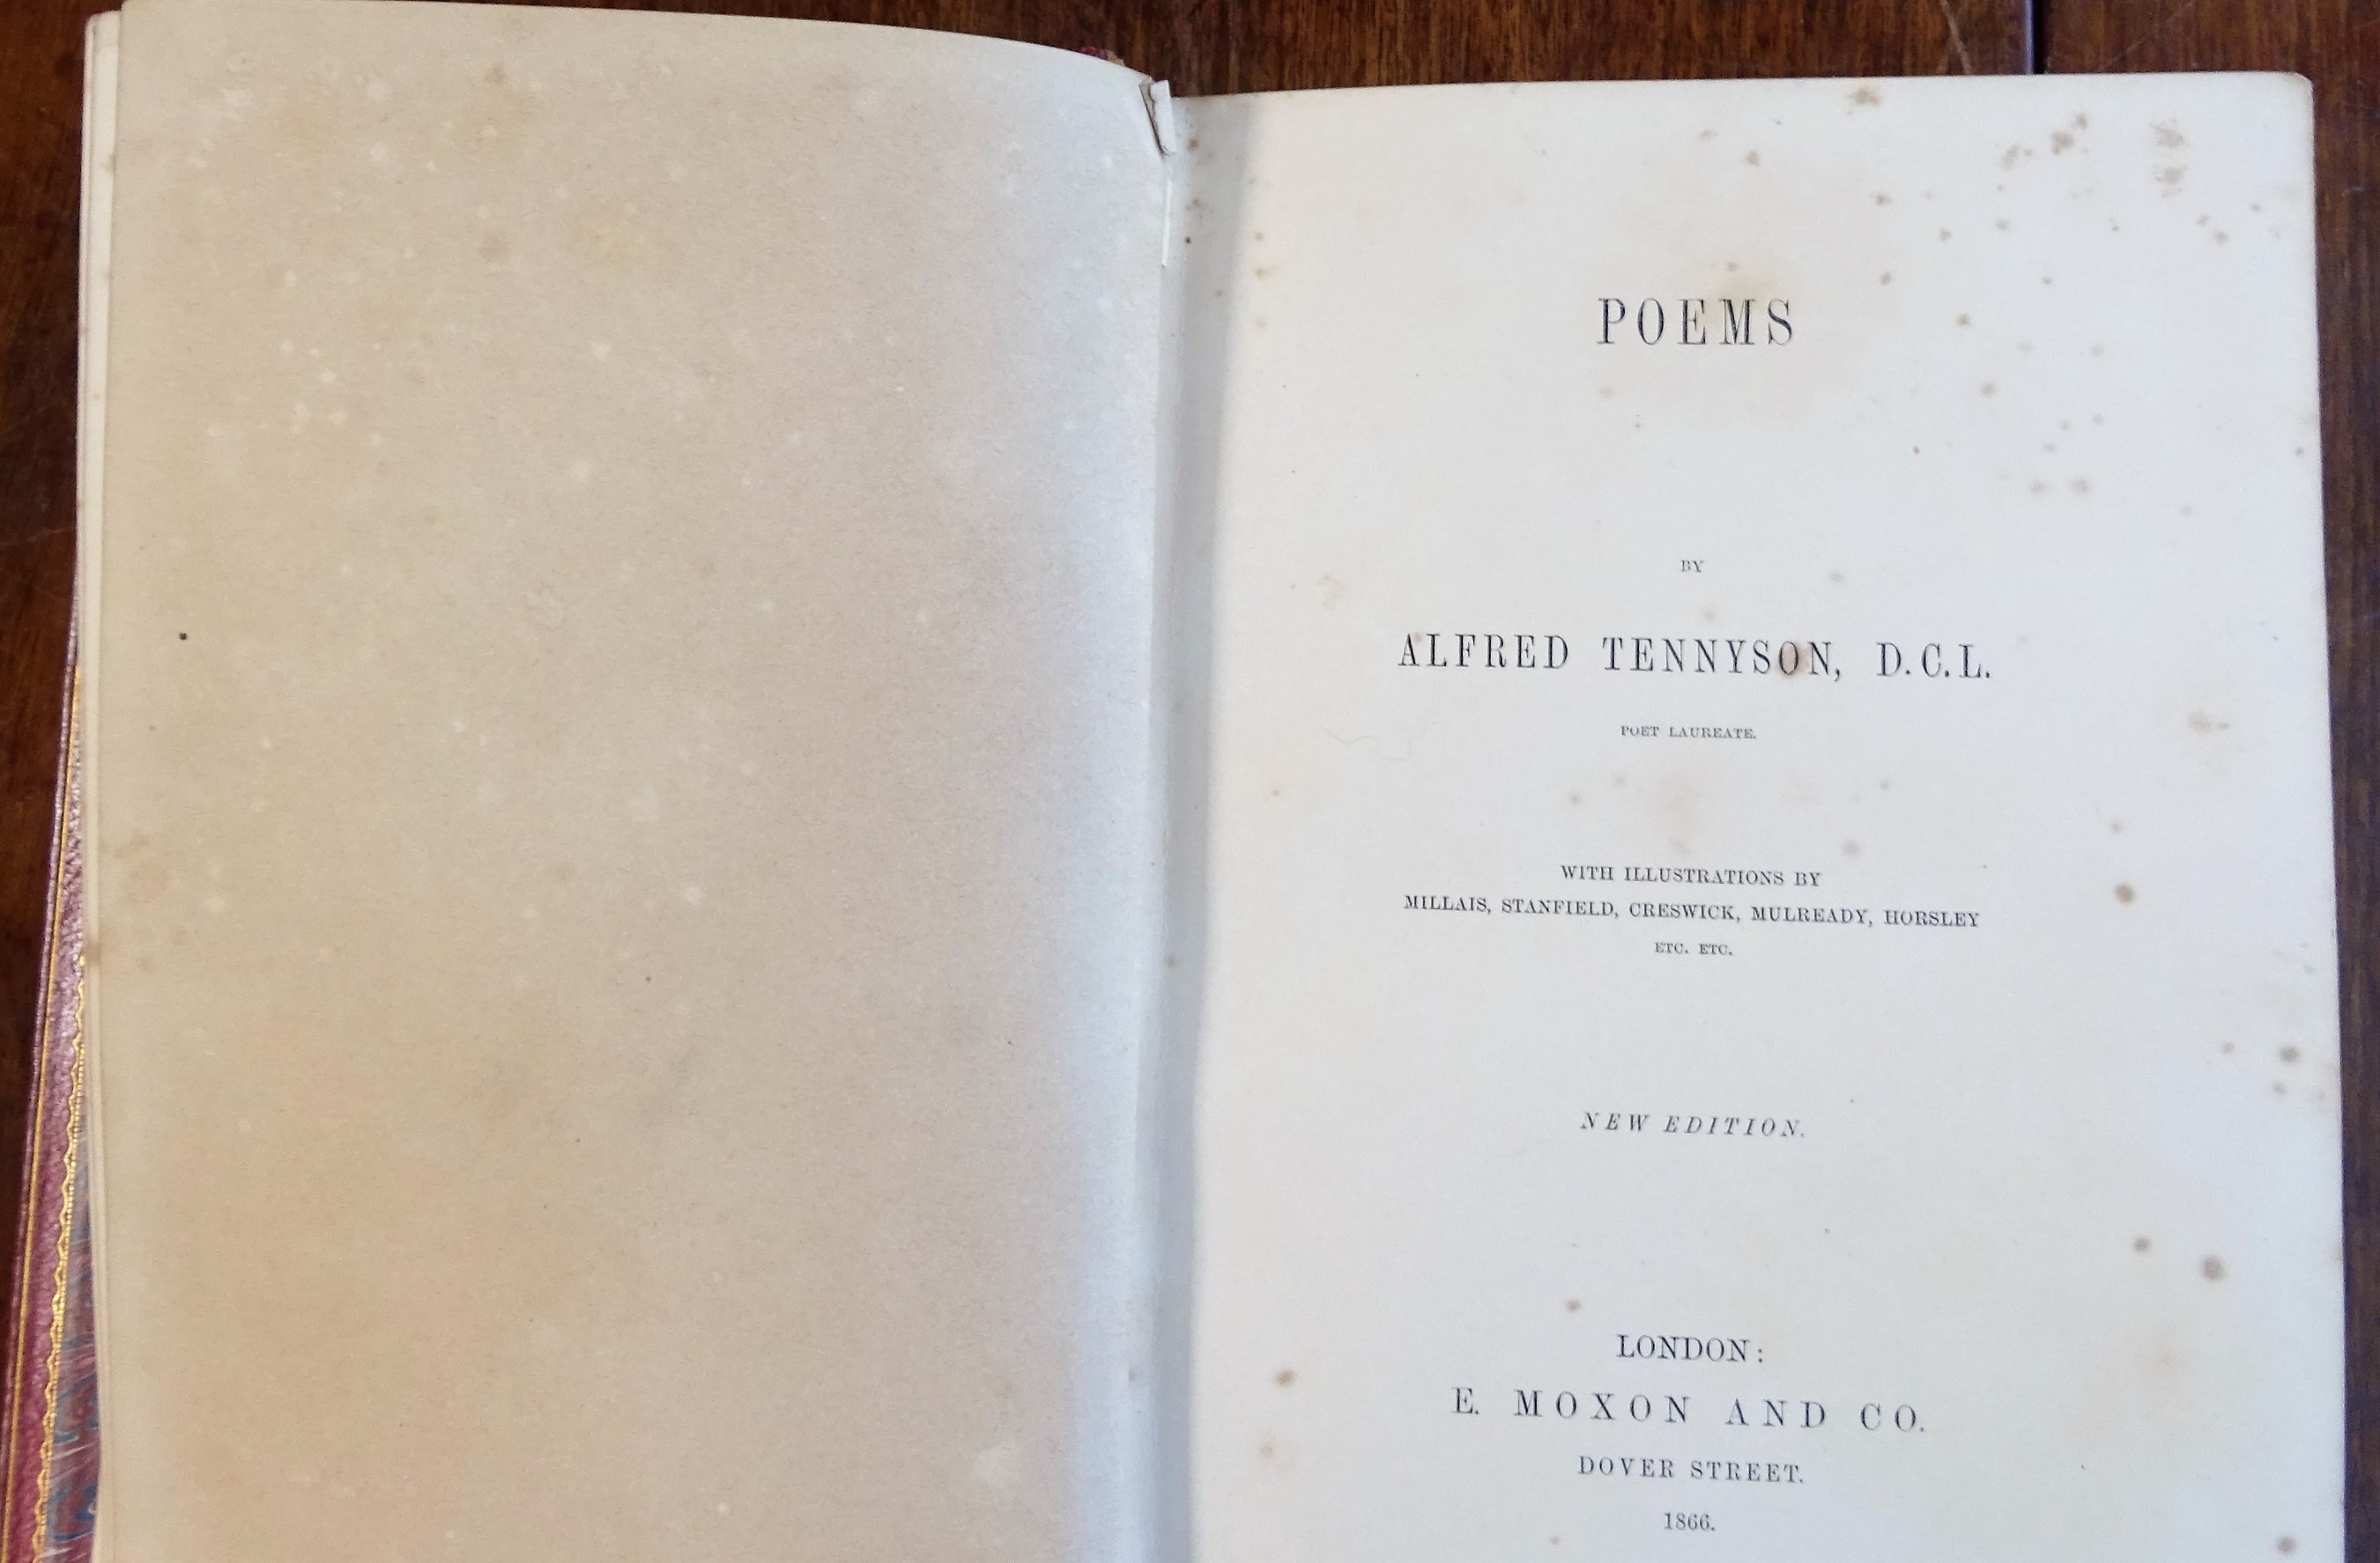 POEMS
BY
ALFRED TENNYSON, D.C.L.
POET LAUREATE.
WITH ILLUSTRATIONS BY
MILLAIS, STANFIELD, CRESWICK, MULREADY, HORSLEY
ETC. ETC.
NEW EDITION.
LONDON:
E. MOXON AND CO.
DOVER STREET.
1866.